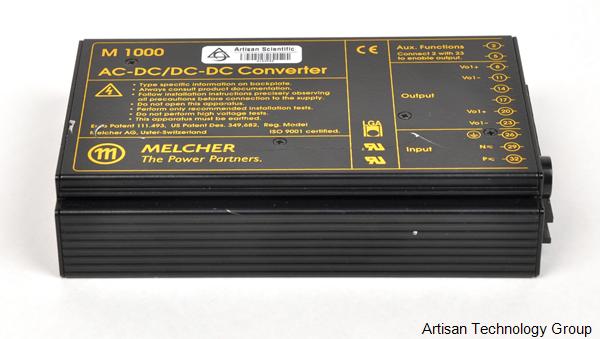 M 1000
Artisan Scientific
AC-DC/DC-DC Converter
• Type specific information on backplate.
• Always consult product documentation.
• Follow installation instructions precisely observing
all precautions before connection to the supply.
• Do not open this apparatus.
• Perform only recommended installation tests.
• Do not perform high voltage tests.
• This apparatus must be earthed.
Patent 111.493, US Patent Des. 349,682, Reg. Model
Melcher AG, Uster-Switzerland ISO 9001 certified.
m MELCHER
The Power Partners.
CE
LGA
Aux. Functions 2
Connect 2 with 23 5
to enable output.
Vo1+ 8
Vo1- 11
14
Output 17
Vo1+ 20
Vo1- 23
26
Input N≂ 29
P≂ 32
Artisan Technology Group